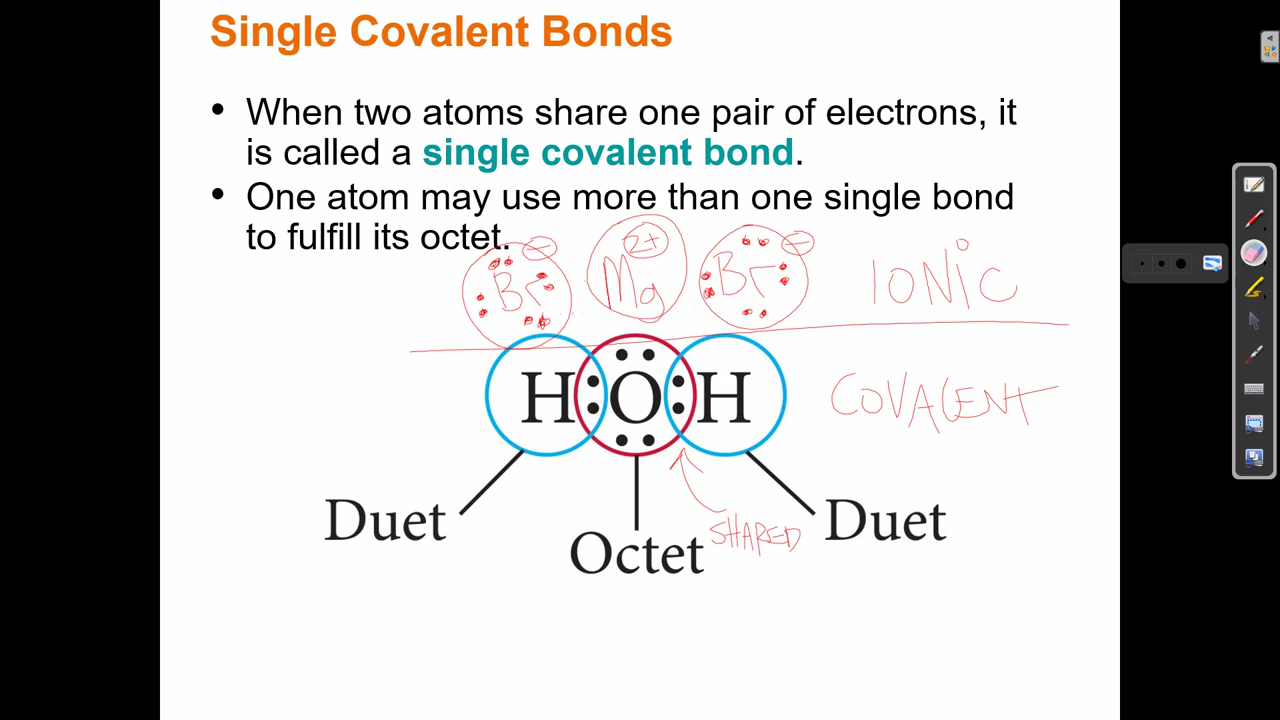 Single Covalent Bonds
• When two atoms share one pair of electrons, it
is called a single covalent bond.
• One atom may use more than one single bond
to fulfill its octet.
Br − Mg 2+ Br − IONiC
H O H COVALENT
Duet Octet SHARED Duet